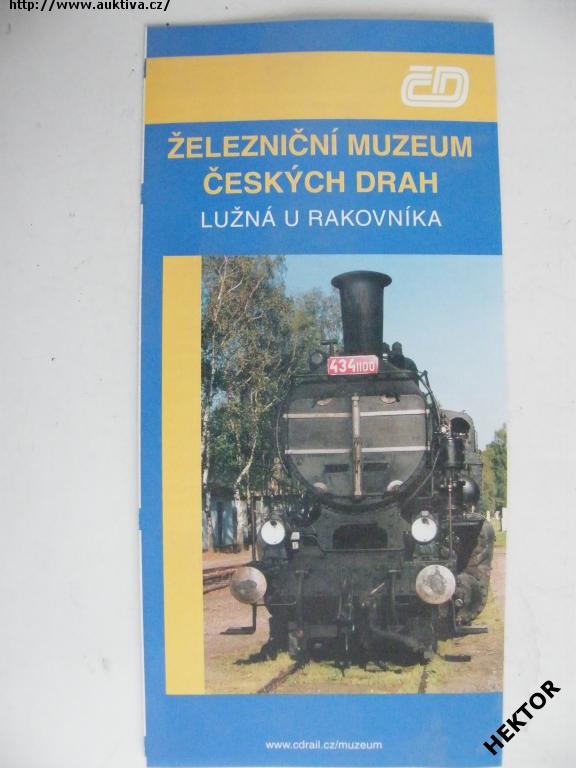 http://www.auktiva.cz/
ČD
ŽELEZNIČNÍ MUZEUM
ČESKÝCH DRAH
LUŽNÁ U RAKOVNÍKA
434 1100
www.cdrail.cz/muzeum
HEKTOR